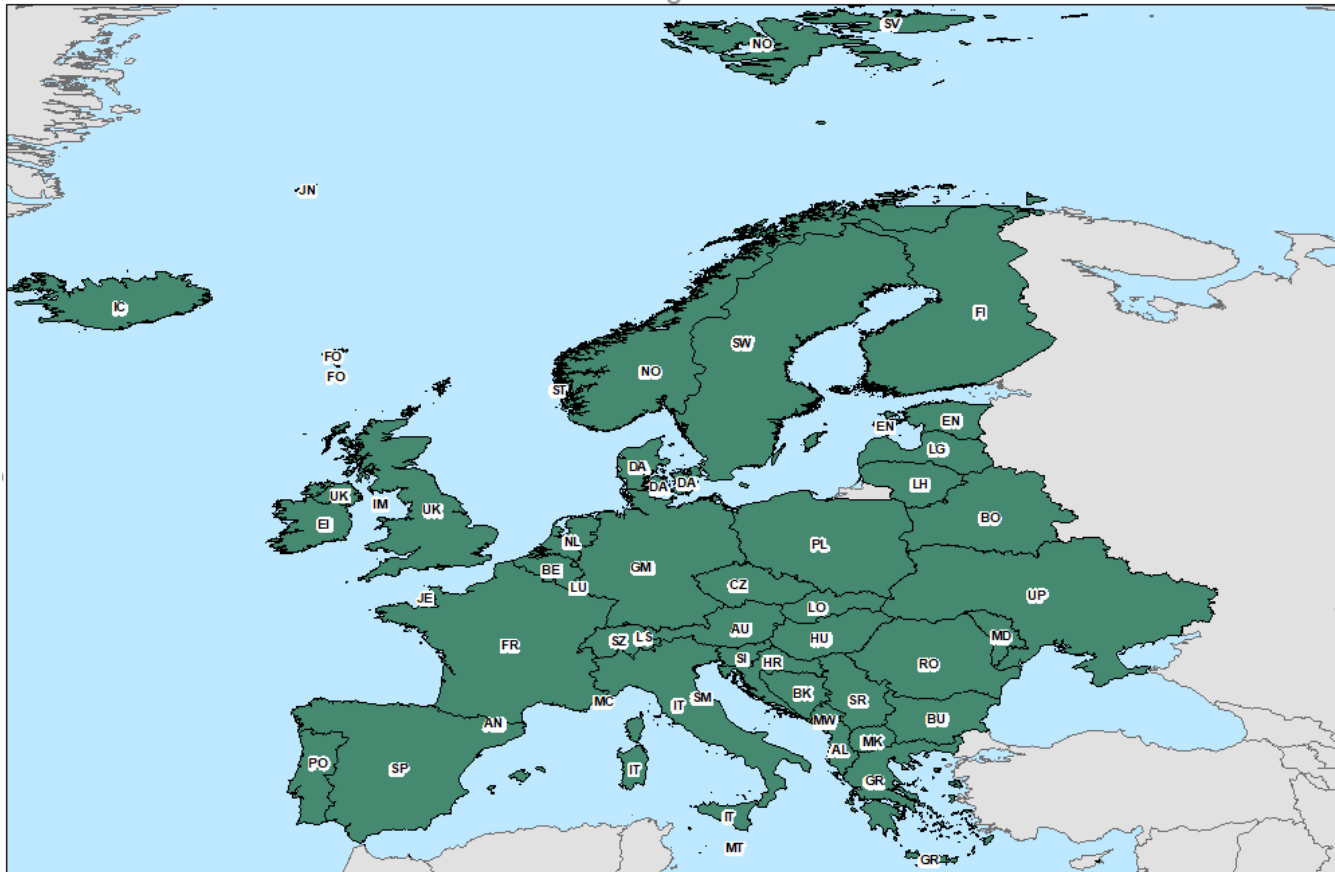 SV
NO
JN
IC
FI
SW
FO
NO
FO
ST
EN
EN
LG
DA
DA
DA
LH
UK
IM
UK
EI
BO
NL
PL
GM
BE
CZ
LU
UP
JE
LO
AU
SZ
LS
HU
MD
FR
SI
HR
RO
BK
SM
MC
IT
SR
BU
AN
MW
MK
AL
PO
SP
IT
GR
IT
MT
GR